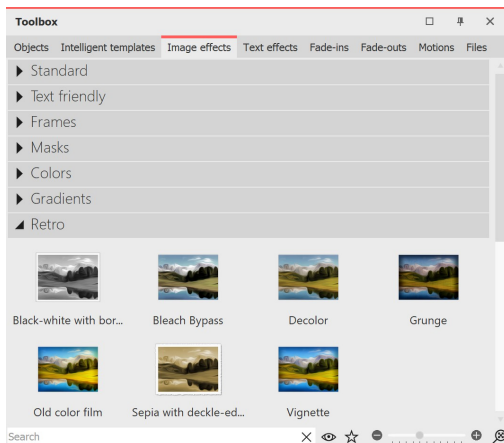 Toolbox
Objects Intelligent templates Image effects Text effects Fade-ins Fade-outs Motions Files
Standard
Text friendly
Frames
Masks
Colors
Gradients
Retro
Black-white with bor... Bleach Bypass Decolor Grunge
Old color film Sepia with deckle-ed... Vignette
Search